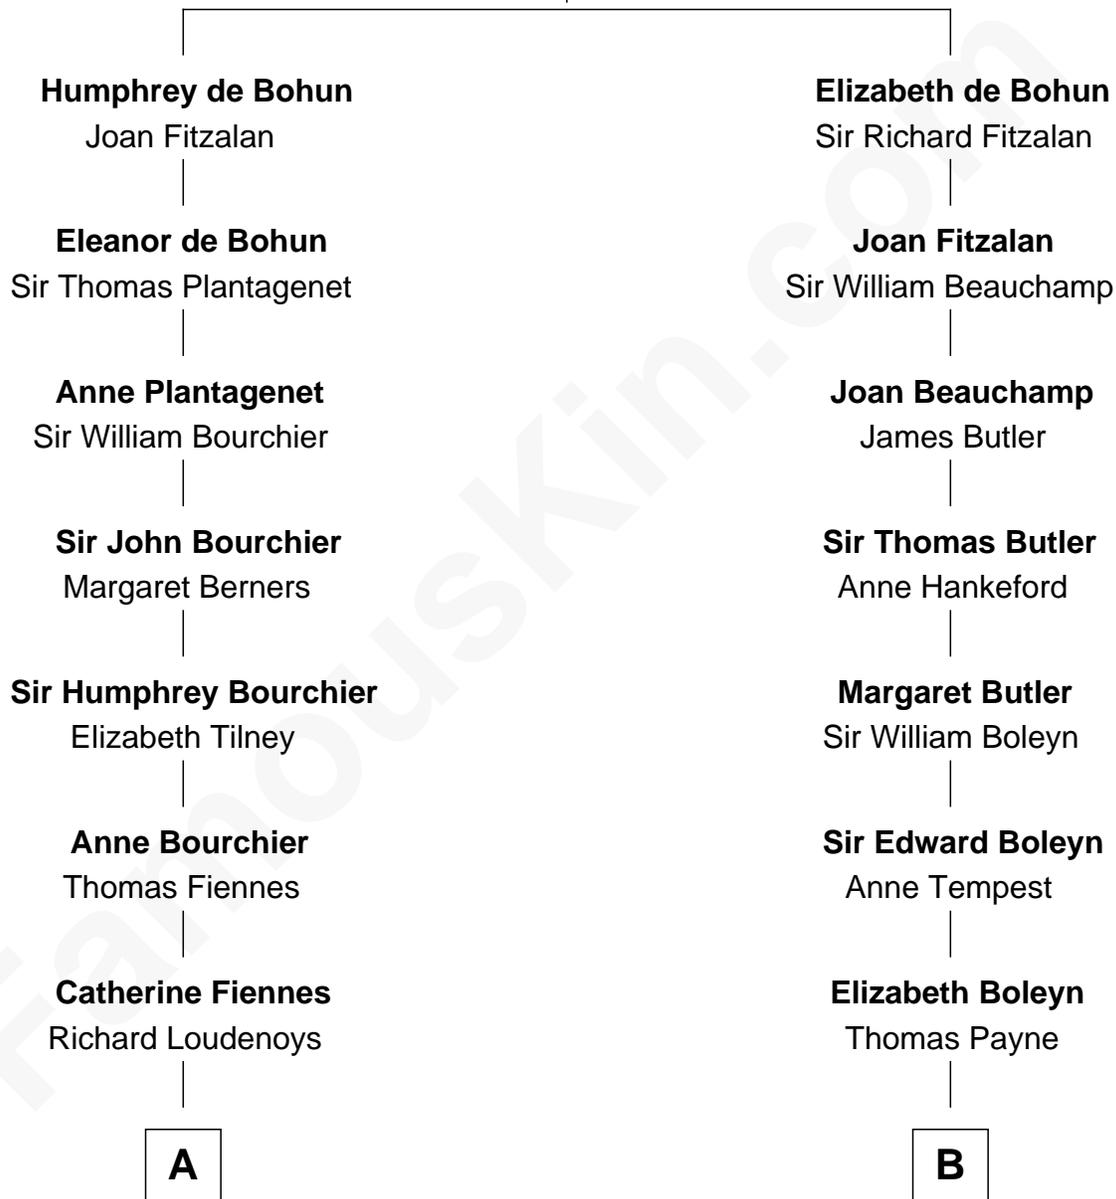 Humphrey de Bohun
Joan Fitzalan
Eleanor de Bohun
Sir Thomas Plantagenet
Anne Plantagenet
Sir William Bourchier
Sir John Bourchier
Margaret Berners
Sir Humphrey Bourchier
Elizabeth Tilney
Anne Bourchier
Thomas Fiennes
Catherine Fiennes
Richard Loudenoys
A
Elizabeth de Bohun
Sir Richard Fitzalan
Joan Fitzalan
Sir William Beauchamp
Joan Beauchamp
James Butler
Sir Thomas Butler
Anne Hankeford
Margaret Butler
Sir William Boleyn
Sir Edward Boleyn
Anne Tempest
Elizabeth Boleyn
Thomas Payne
B
FamousKin.com